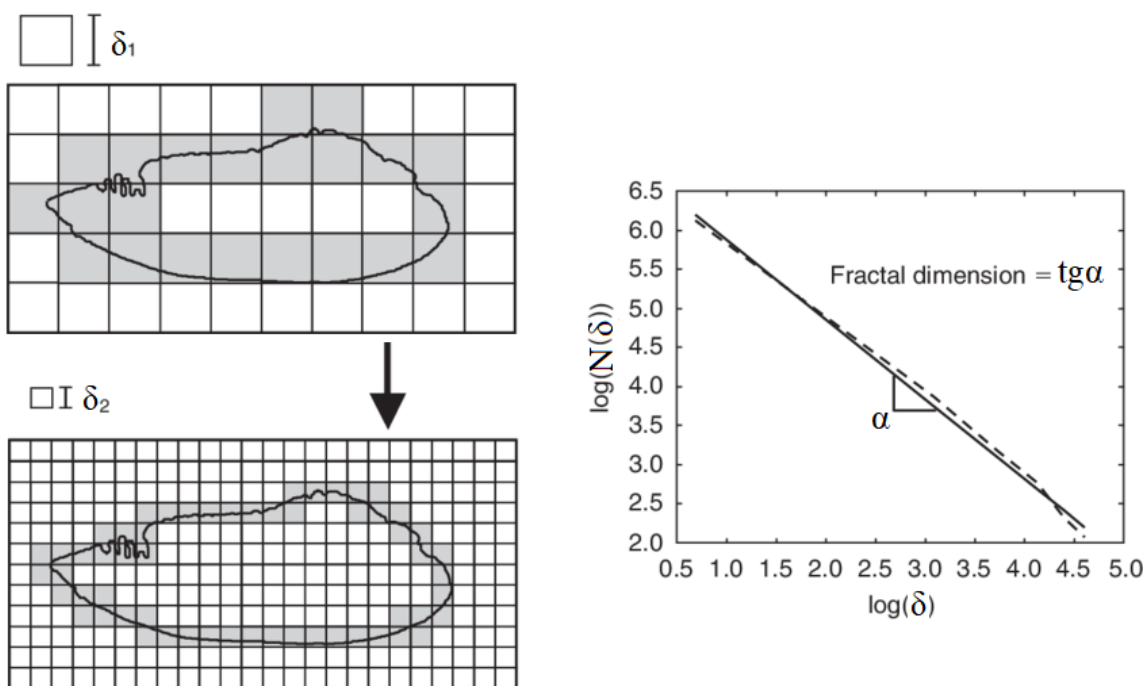 δ₁
δ₂
6.5
6.0
5.5
5.0
4.5
4.0
3.5
3.0
2.5
2.0
log(N(δ))
Fractal dimension = tgα
α
0.5 1.0 1.5 2.0 2.5 3.0 3.5 4.0 4.5 5.0
log(δ)